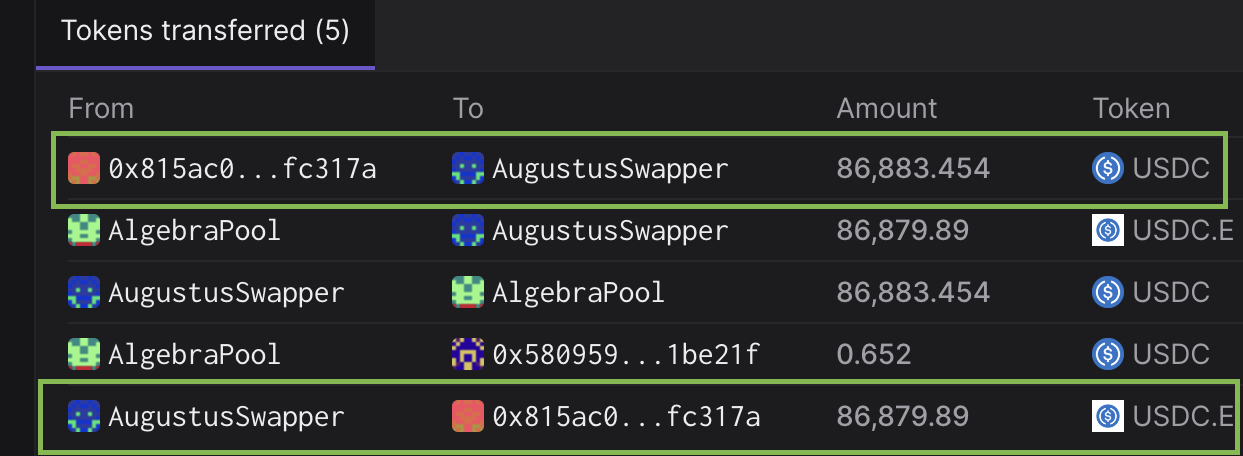 Tokens transferred (5)
From To Amount Token
0x815ac0...fc317a AugustusSwapper 86,883.454 USDC
AlgebraPool AugustusSwapper 86,879.89 USDC.E
AugustusSwapper AlgebraPool 86,883.454 USDC
AlgebraPool 0x580959...1be21f 0.652 USDC
AugustusSwapper 0x815ac0...fc317a 86,879.89 USDC.E